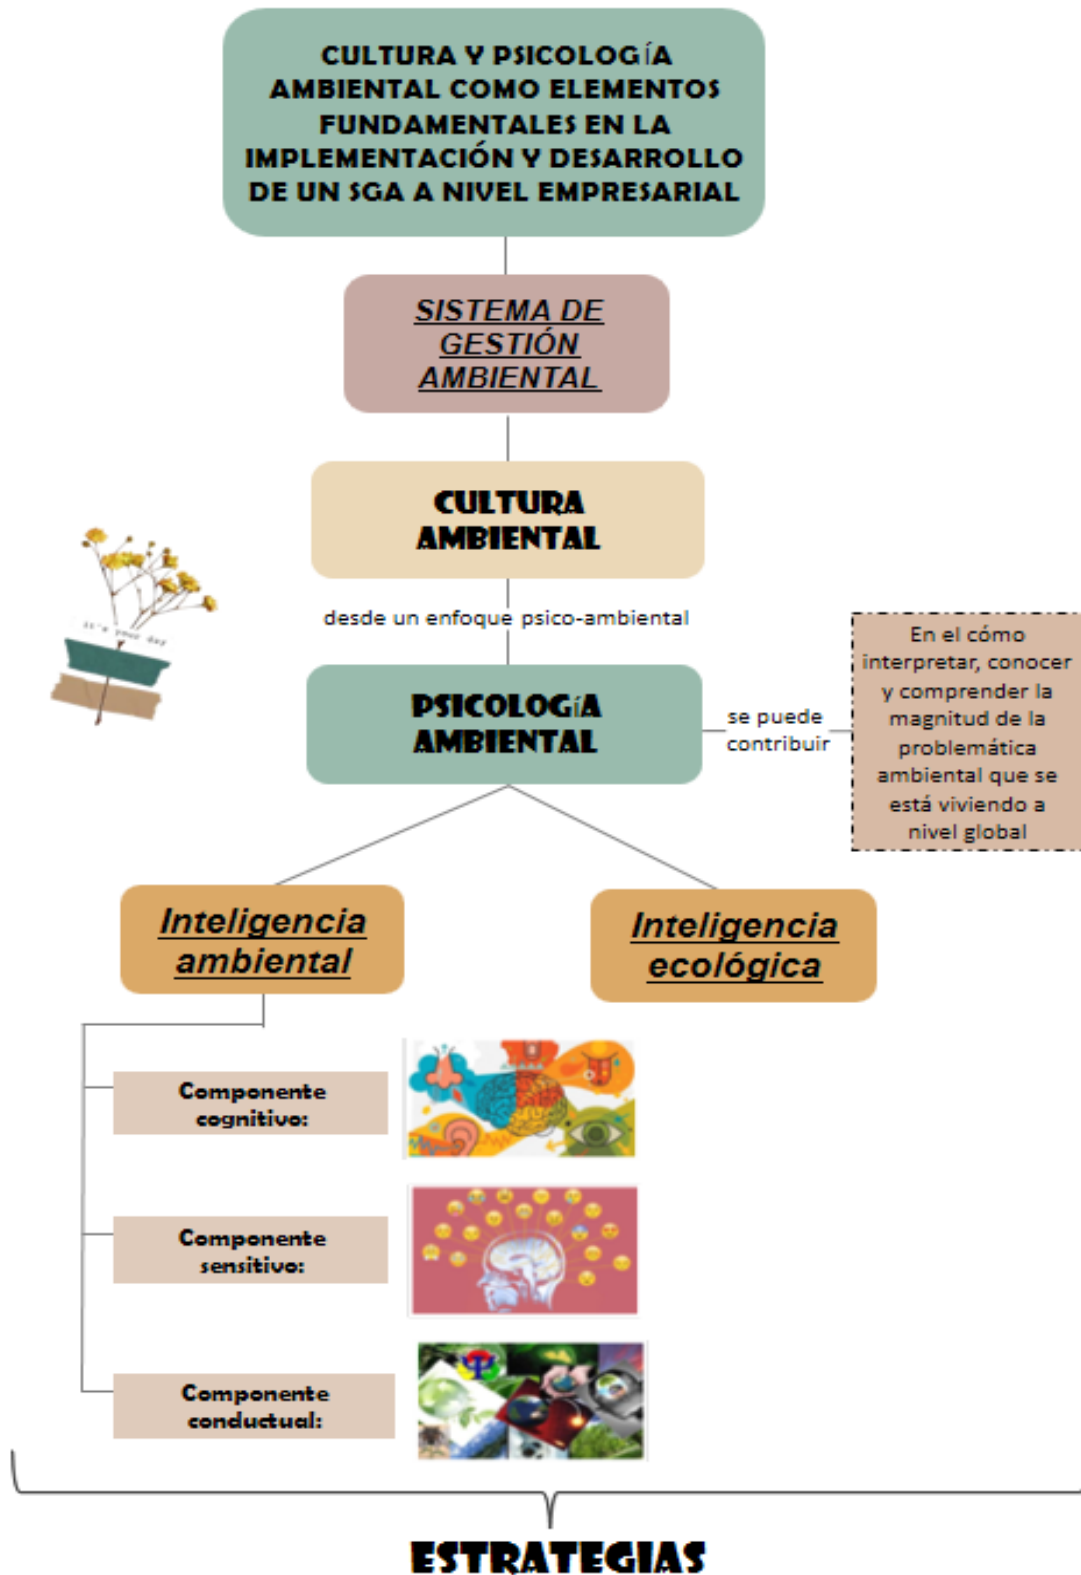 CULTURA Y PSICOLOGÍA
AMBIENTAL COMO ELEMENTOS
FUNDAMENTALES EN LA
IMPLEMENTACIÓN Y DESARROLLO
DE UN SGA A NIVEL EMPRESARIAL
SISTEMA DE
GESTIÓN
AMBIENTAL
CULTURA
AMBIENTAL
desde un enfoque psico-ambiental
it's your day
PSICOLOGÍA
AMBIENTAL
se puede
contribuir
En el cómo
interpretar, conocer
y comprender la
magnitud de la
problemática
ambiental que se
está viviendo a
nivel global
Inteligencia
ambiental
Inteligencia
ecológica
Componente
cognitivo:
Componente
sensitivo:
Componente
conductual:
ESTRATEGIAS